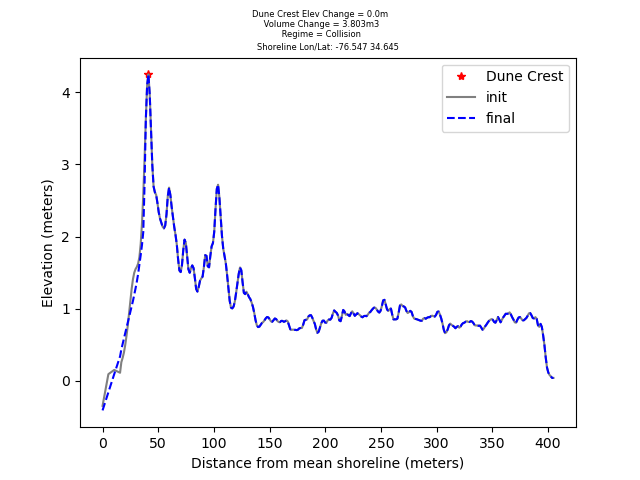 Dune Crest Elev Change = 0.0m
Volume Change = 3.803m3
Regime = Collision
Shoreline Lon/Lat: -76.547 34.645
Dune Crest
init
final
4
3
2
1
0
Elevation (meters)
0 50 100 150 200 250 300 350 400
Distance from mean shoreline (meters)